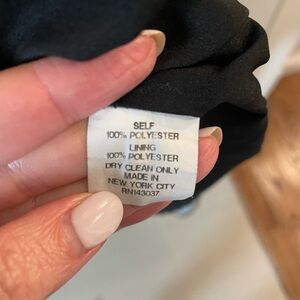 SELF
100% POLYESTER
LINING
100% POLYESTER
DRY CLEAN ONLY
MADE IN
NEW YORK CITY
RN143037